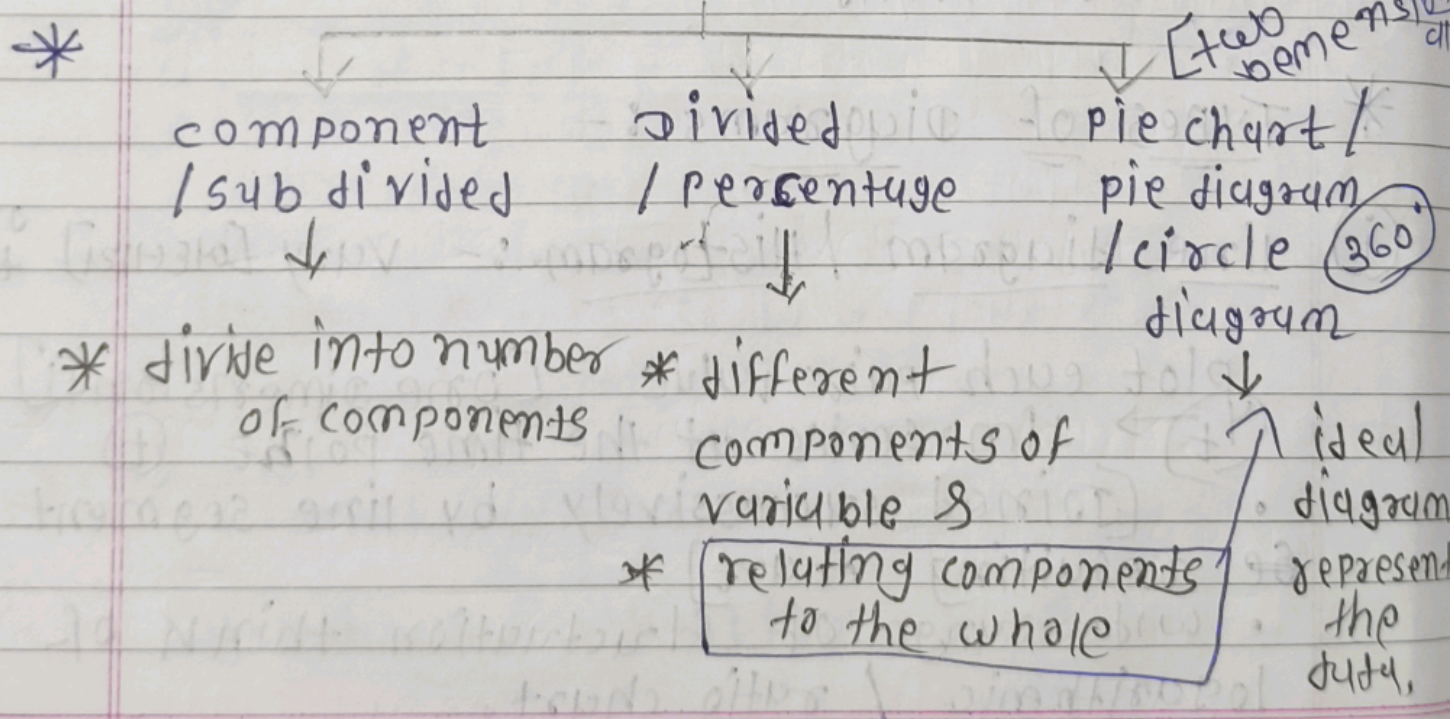 *
[two
component Divided pie chart /
/ sub divided / percentage pie diagram
/ circle 360°
diagram
* divide into number * different
of components components of ideal
variable & diagram
* relating components represent
to the whole the
data.